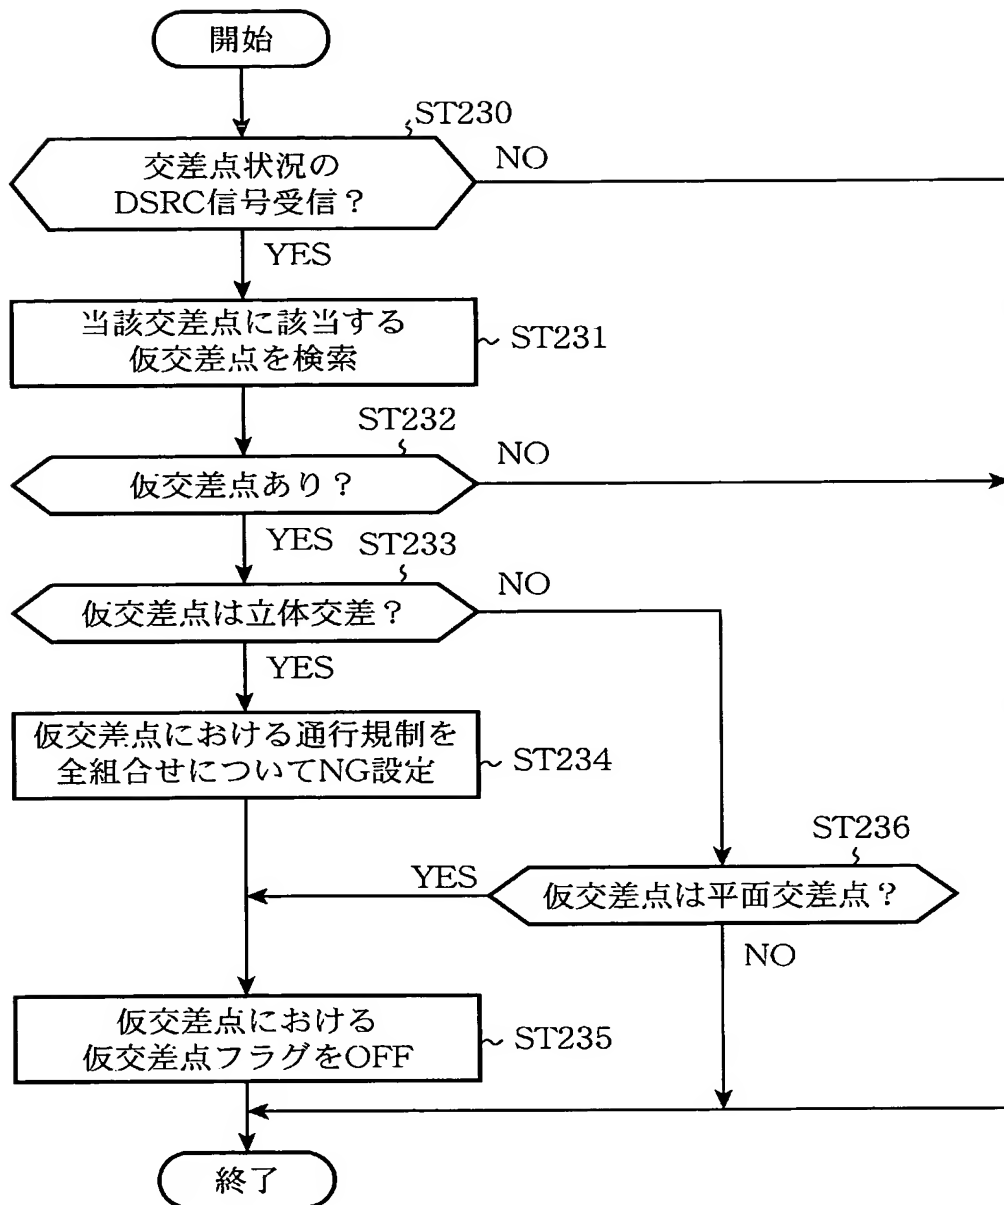 開始
ST230
交差点状況の
DSRC信号受信？
NO
YES
当該交差点に該当する
仮交差点を検索
ST231
ST232
仮交差点あり？
NO
YES
ST233
仮交差点は立体交差？
NO
YES
仮交差点における通行規制を
全組合せについてNG設定
ST234
ST236
仮交差点は平面交差点？
YES
NO
仮交差点における
仮交差点フラグをOFF
ST235
終了